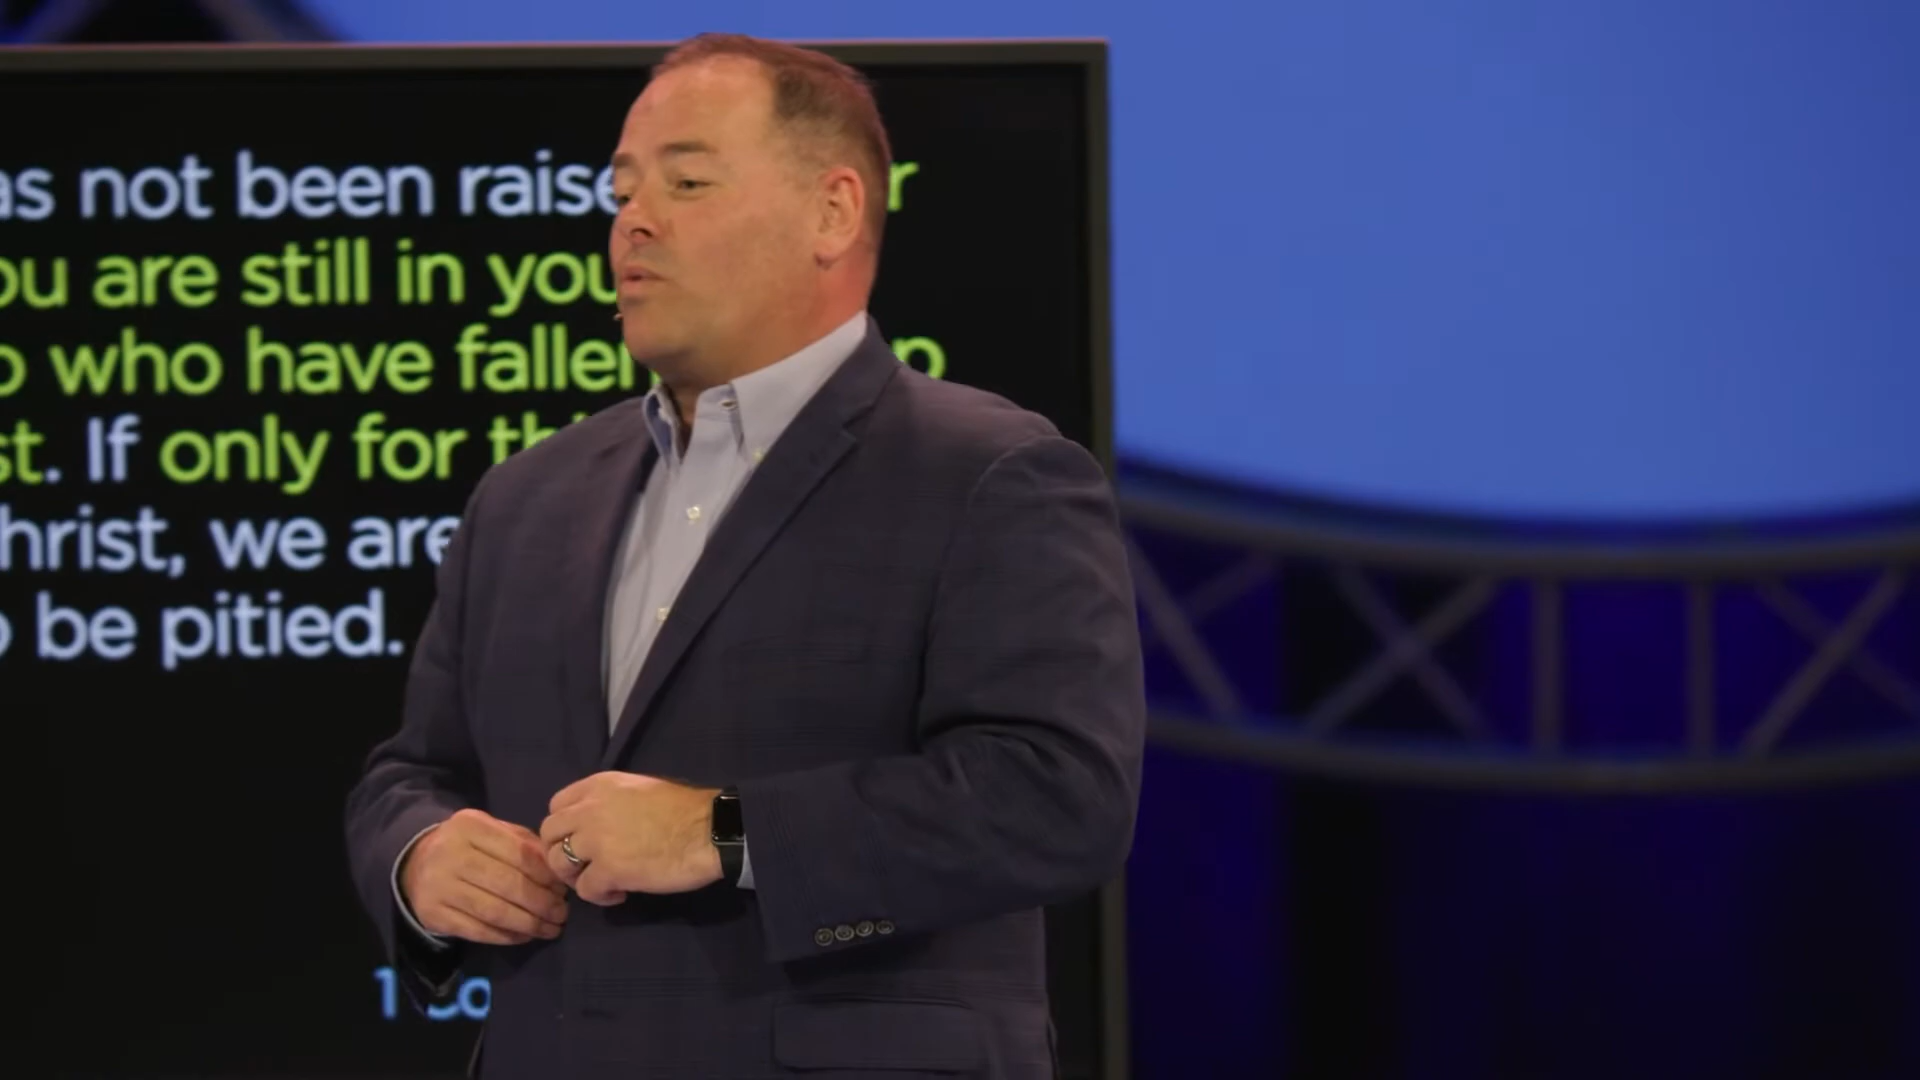 as not been raise r
ou are still in you
o who have fallen p
st. If only for thi
hrist, we are
o be pitied.
1 Co